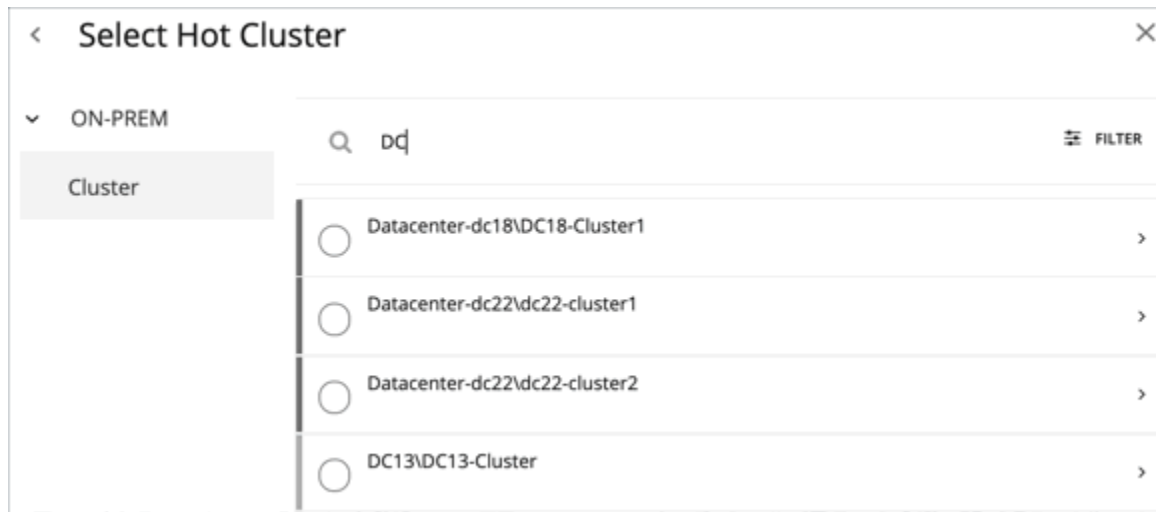 Select Hot Cluster
ON-PREM
Cluster
DC
FILTER
Datacenter-dc18\DC18-Cluster1
Datacenter-dc22\dc22-cluster1
Datacenter-dc22\dc22-cluster2
DC13\DC13-Cluster